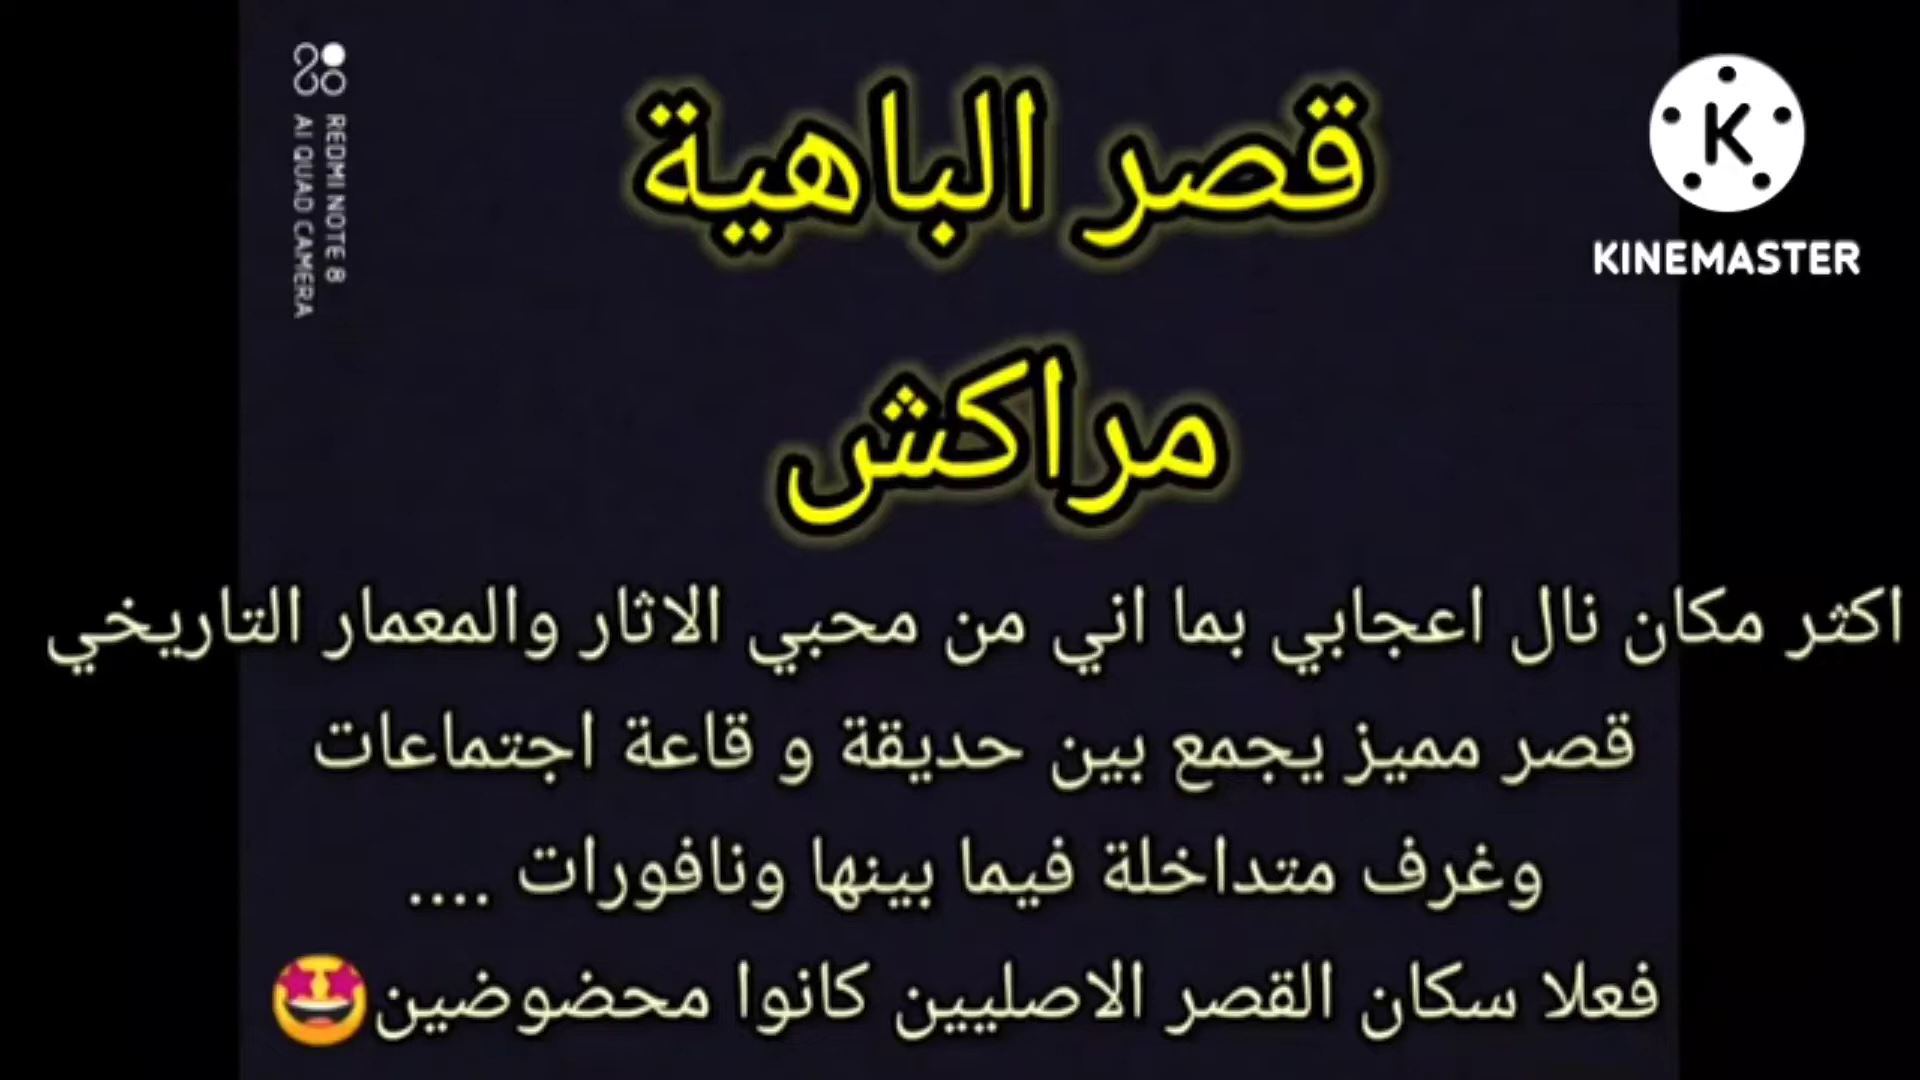 قصر الباهية
مراكش
اكثر مكان نال اعجابي بما اني من محبي الاثار والمعمار التاريخي
قصر مميز يجمع بين حديقة و قاعة اجتماعات
وغرف متداخلة فيما بينها ونافورات ....
فعلا سكان القصر الاصليين كانوا محضوضين🤩
REDMI NOTE 8
AI QUAD CAMERA
K
KINEMASTER